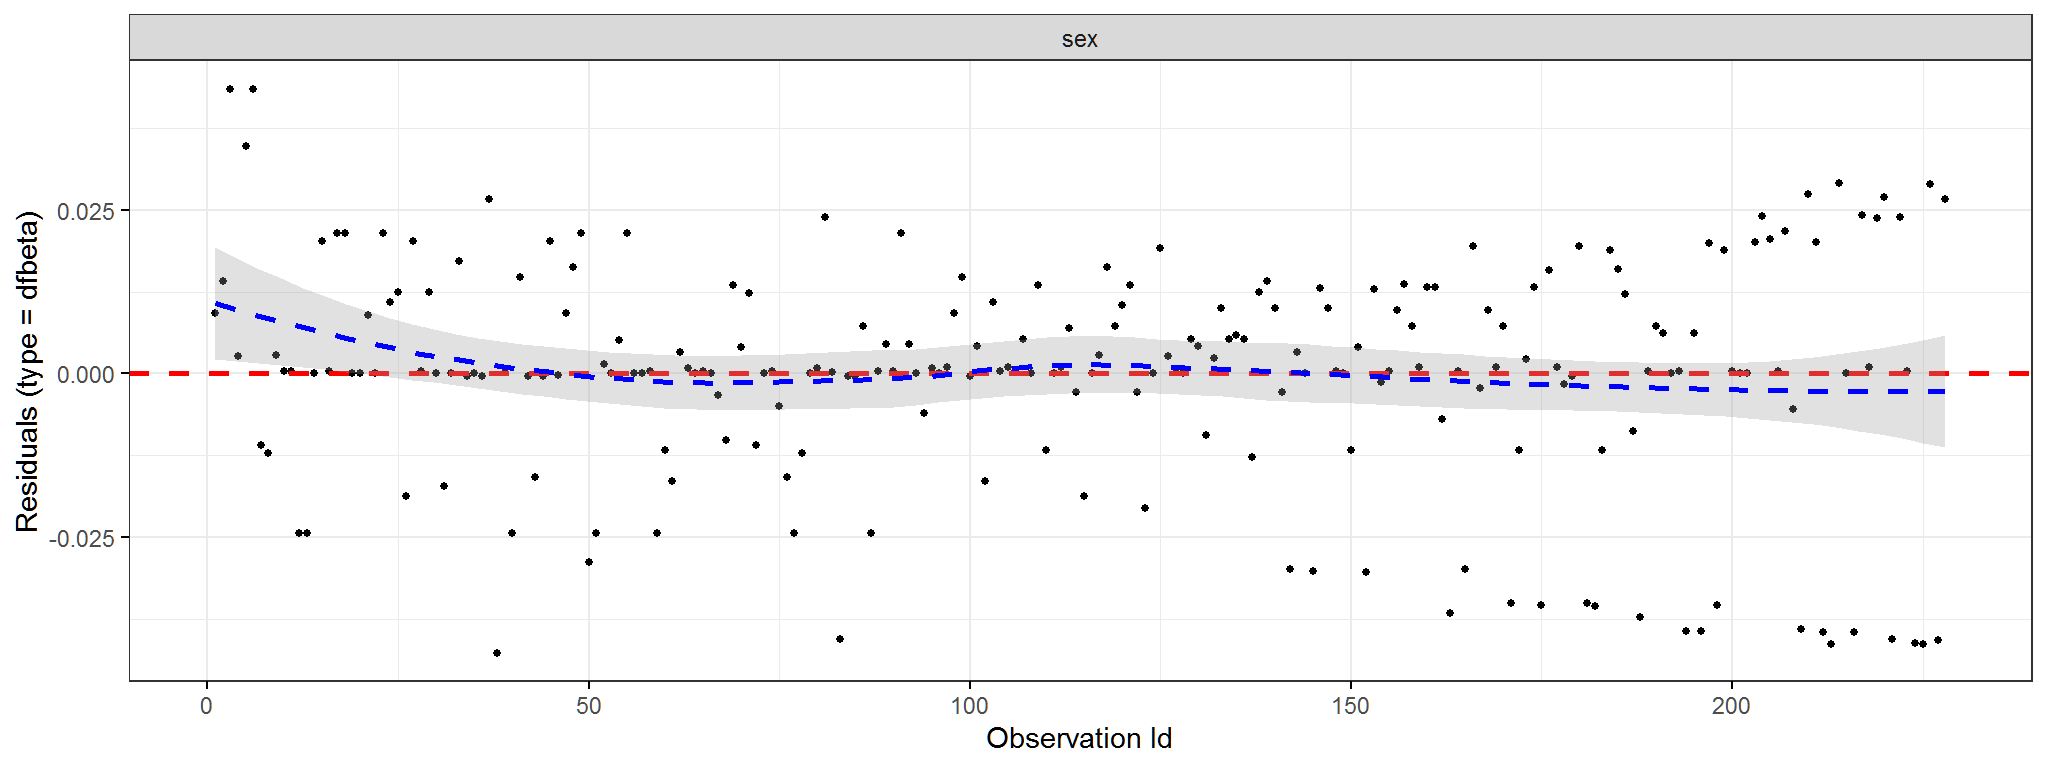 sex
Residuals (type = dfbeta)
0.025
0.000
-0.025
0
50
100
150
200
Observation Id